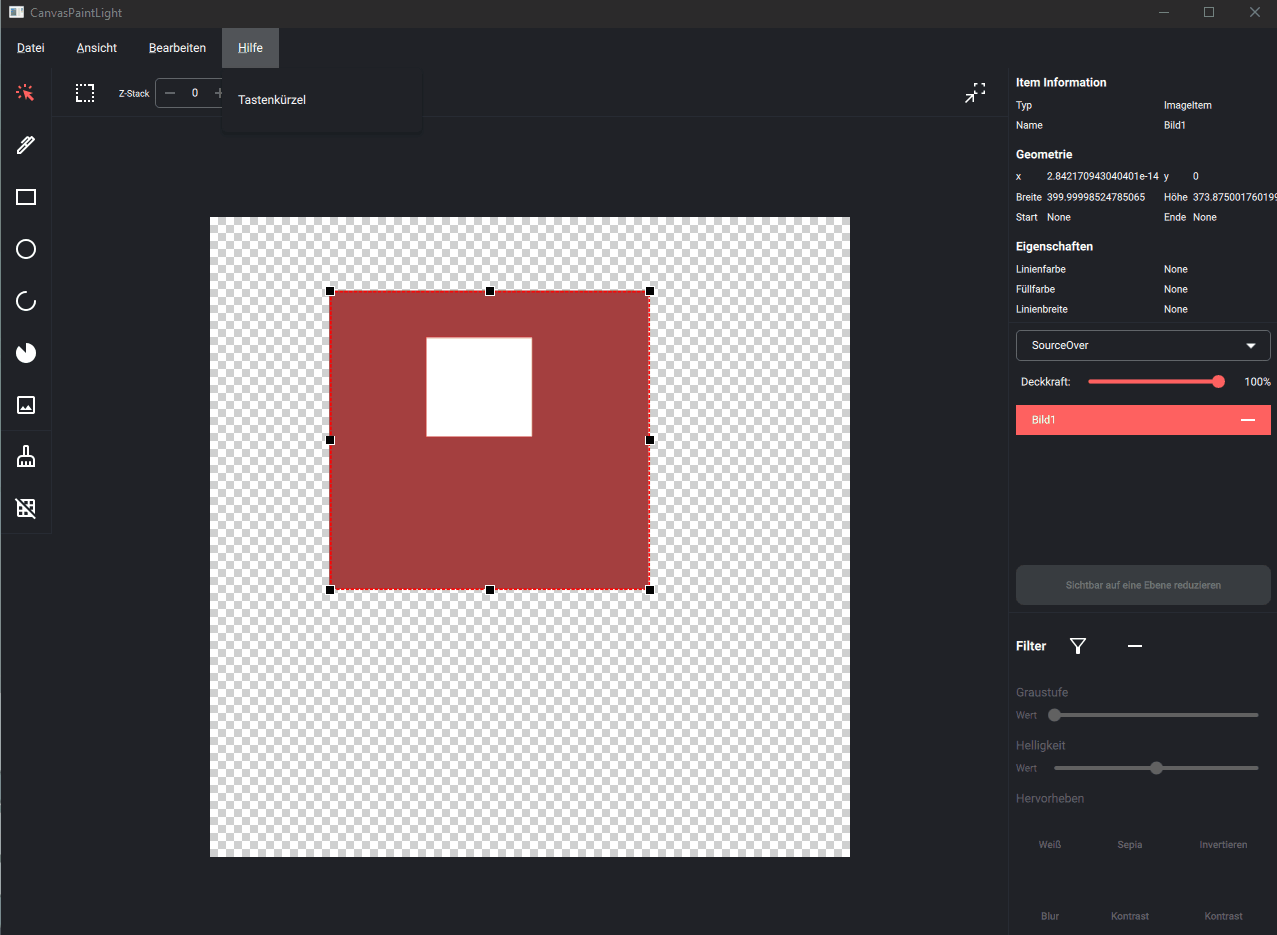 CanvasPaintLight
Datei Ansicht Bearbeiten Hilfe
Z-Stack 0
Tastenkürzel
Item Information
Typ ImageItem
Name Bild1
Geometrie
x 2.842170943040401e-14 y 0
Breite 399.99998524785065 Höhe 373.875001760199
Start None Ende None
Eigenschaften
Linienfarbe None
Füllfarbe None
Linienbreite None
SourceOver
Deckkraft: 100%
Bild1
Sichtbar auf eine Ebene reduzieren
Filter
Graustufe
Wert
Helligkeit
Wert
Hervorheben
Weiß Sepia Invertieren
Blur Kontrast Kontrast